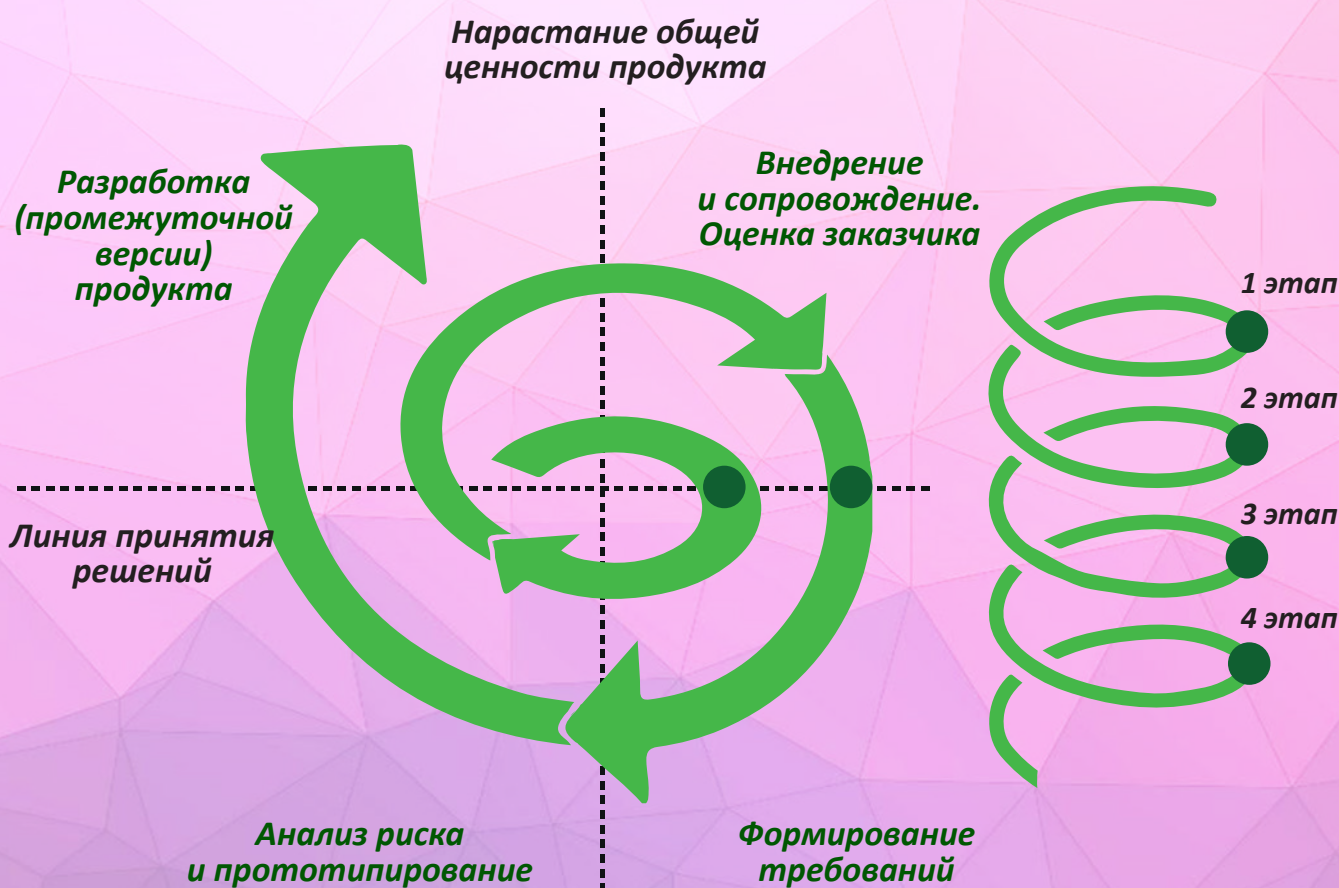 Нарастание общей
ценности продукта
Разработка
(промежуточной
версии)
продукта
Внедрение
и сопровождение.
Оценка заказчика
1 этап
2 этап
3 этап
4 этап
Линия принятия
решений
Анализ риска
и прототипирование
Формирование
требований